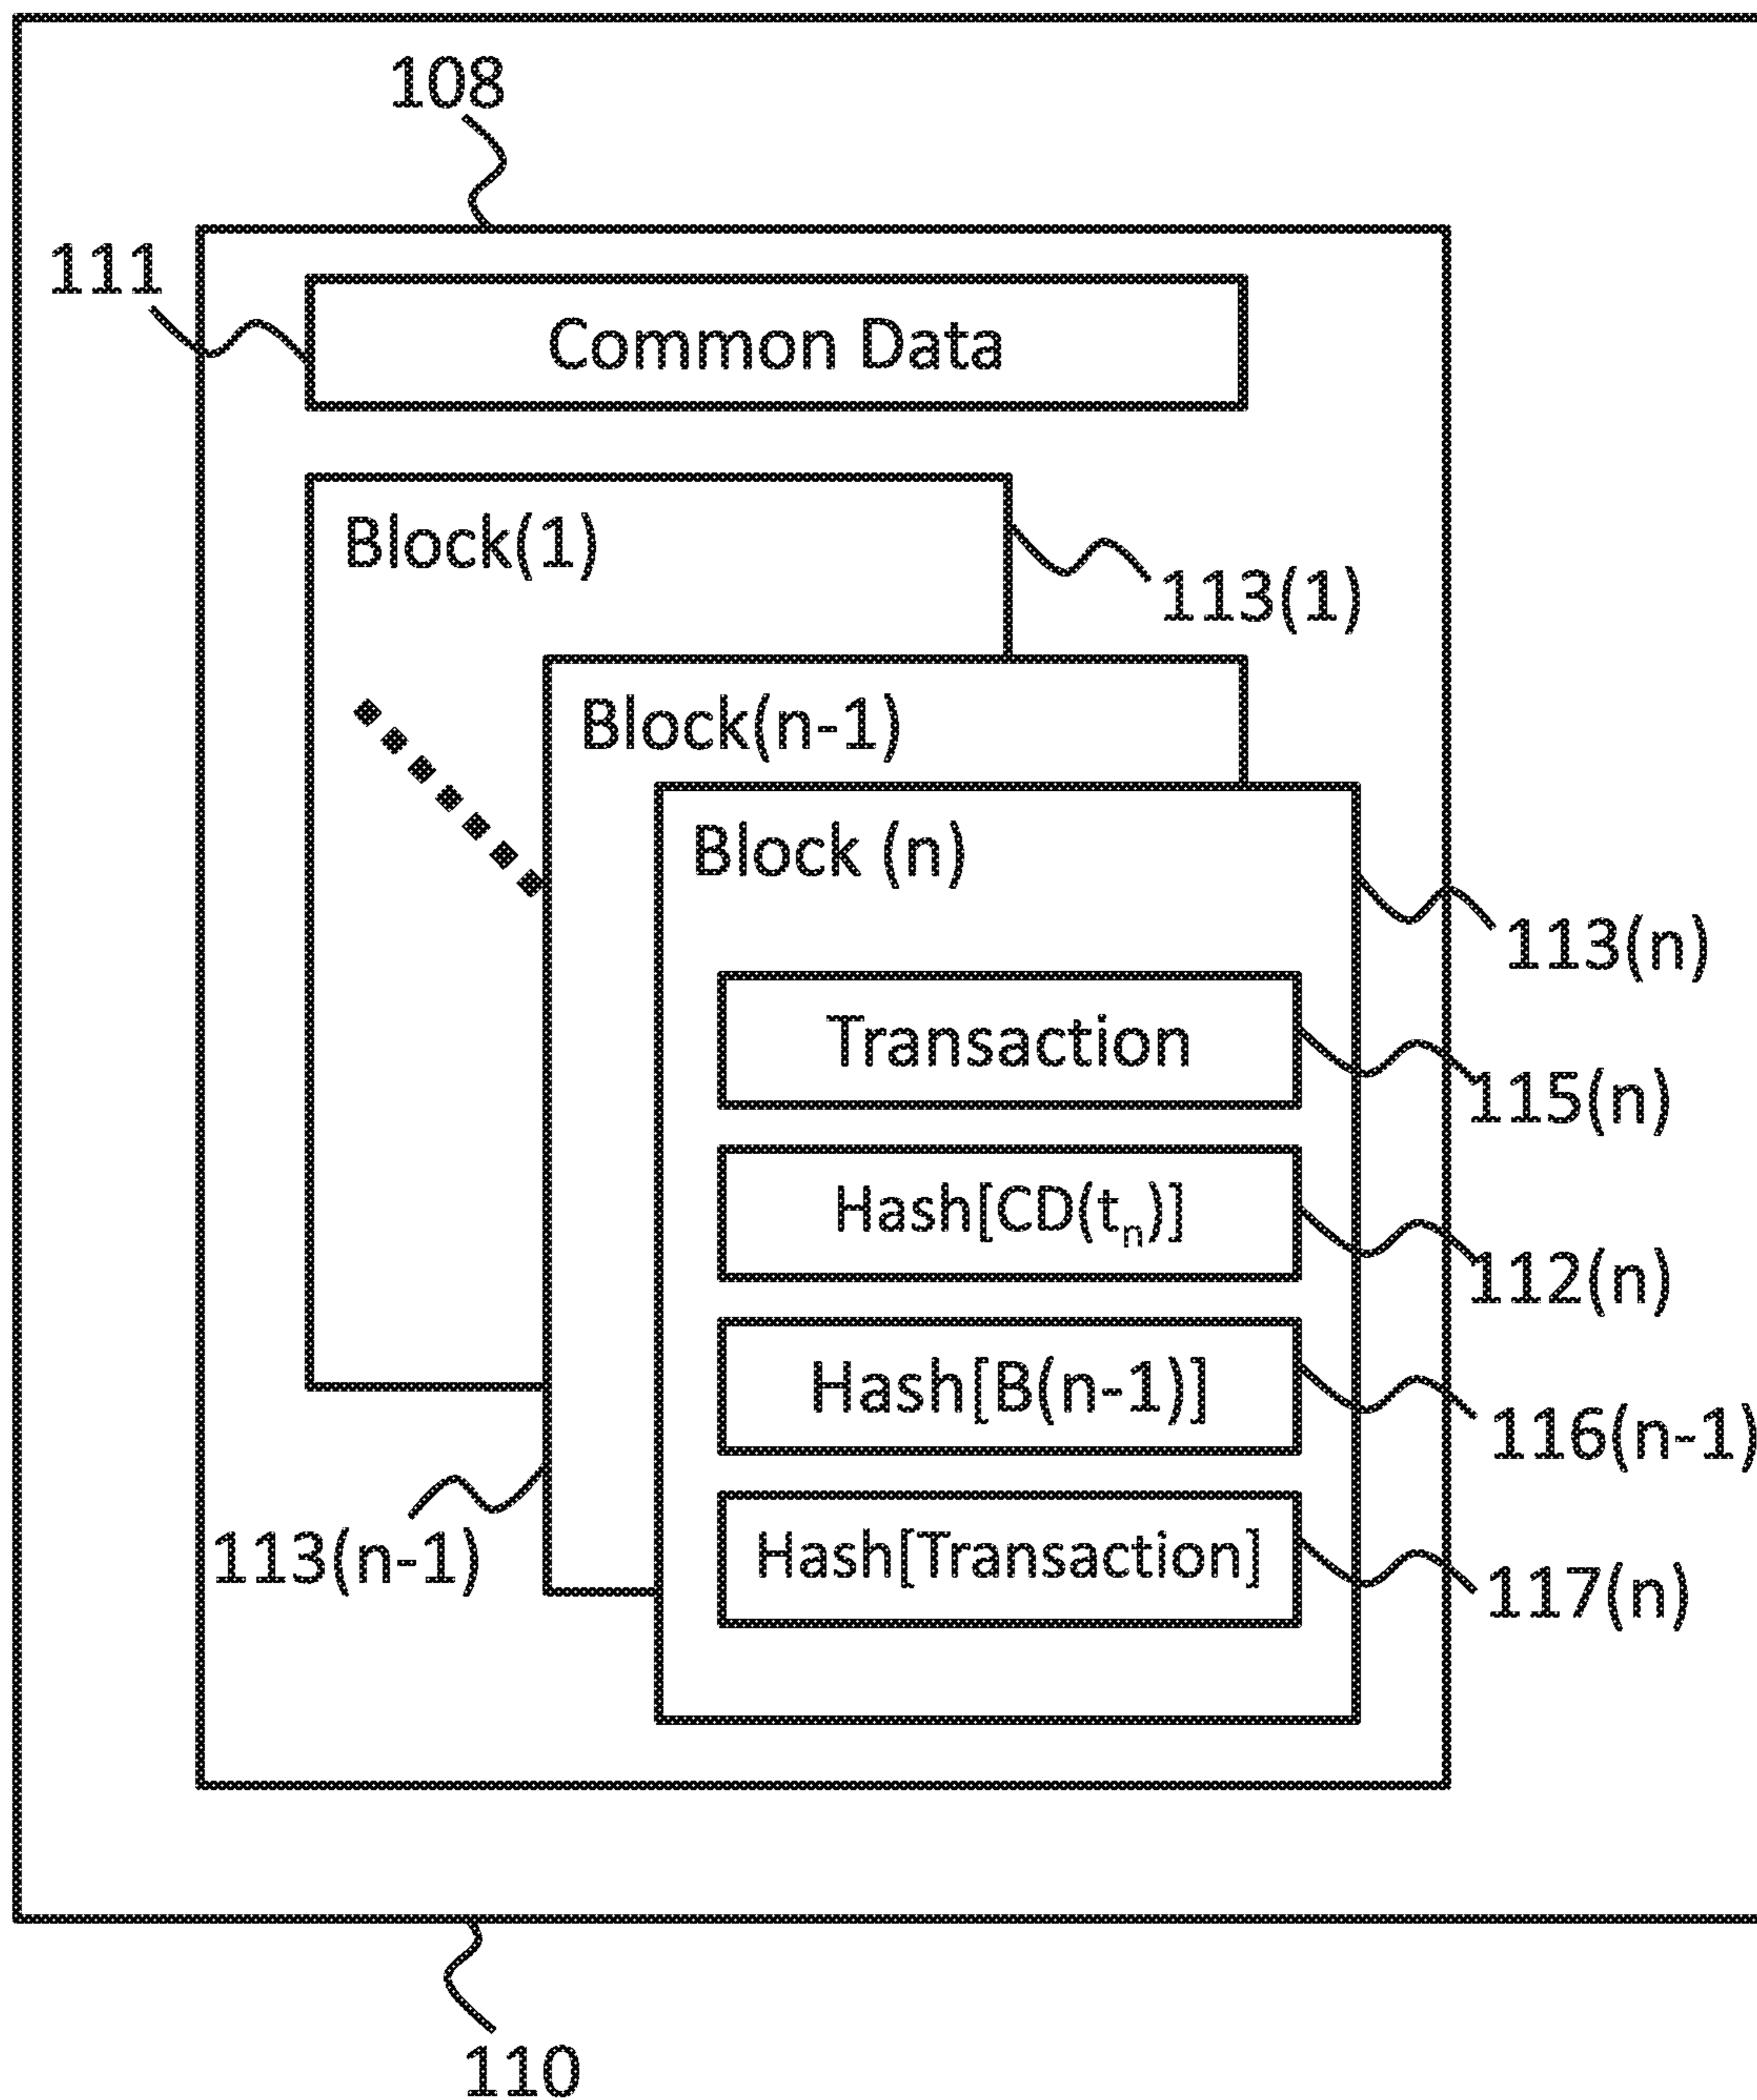 108
111
Common Data
Block(1)
113(1)
Block(n-1)
Block (n)
113(n)
Transaction
115(n)
Hash[CD(tₙ)]
112(n)
Hash[B(n-1)]
116(n-1)
113(n-1)
Hash[Transaction]
117(n)
110